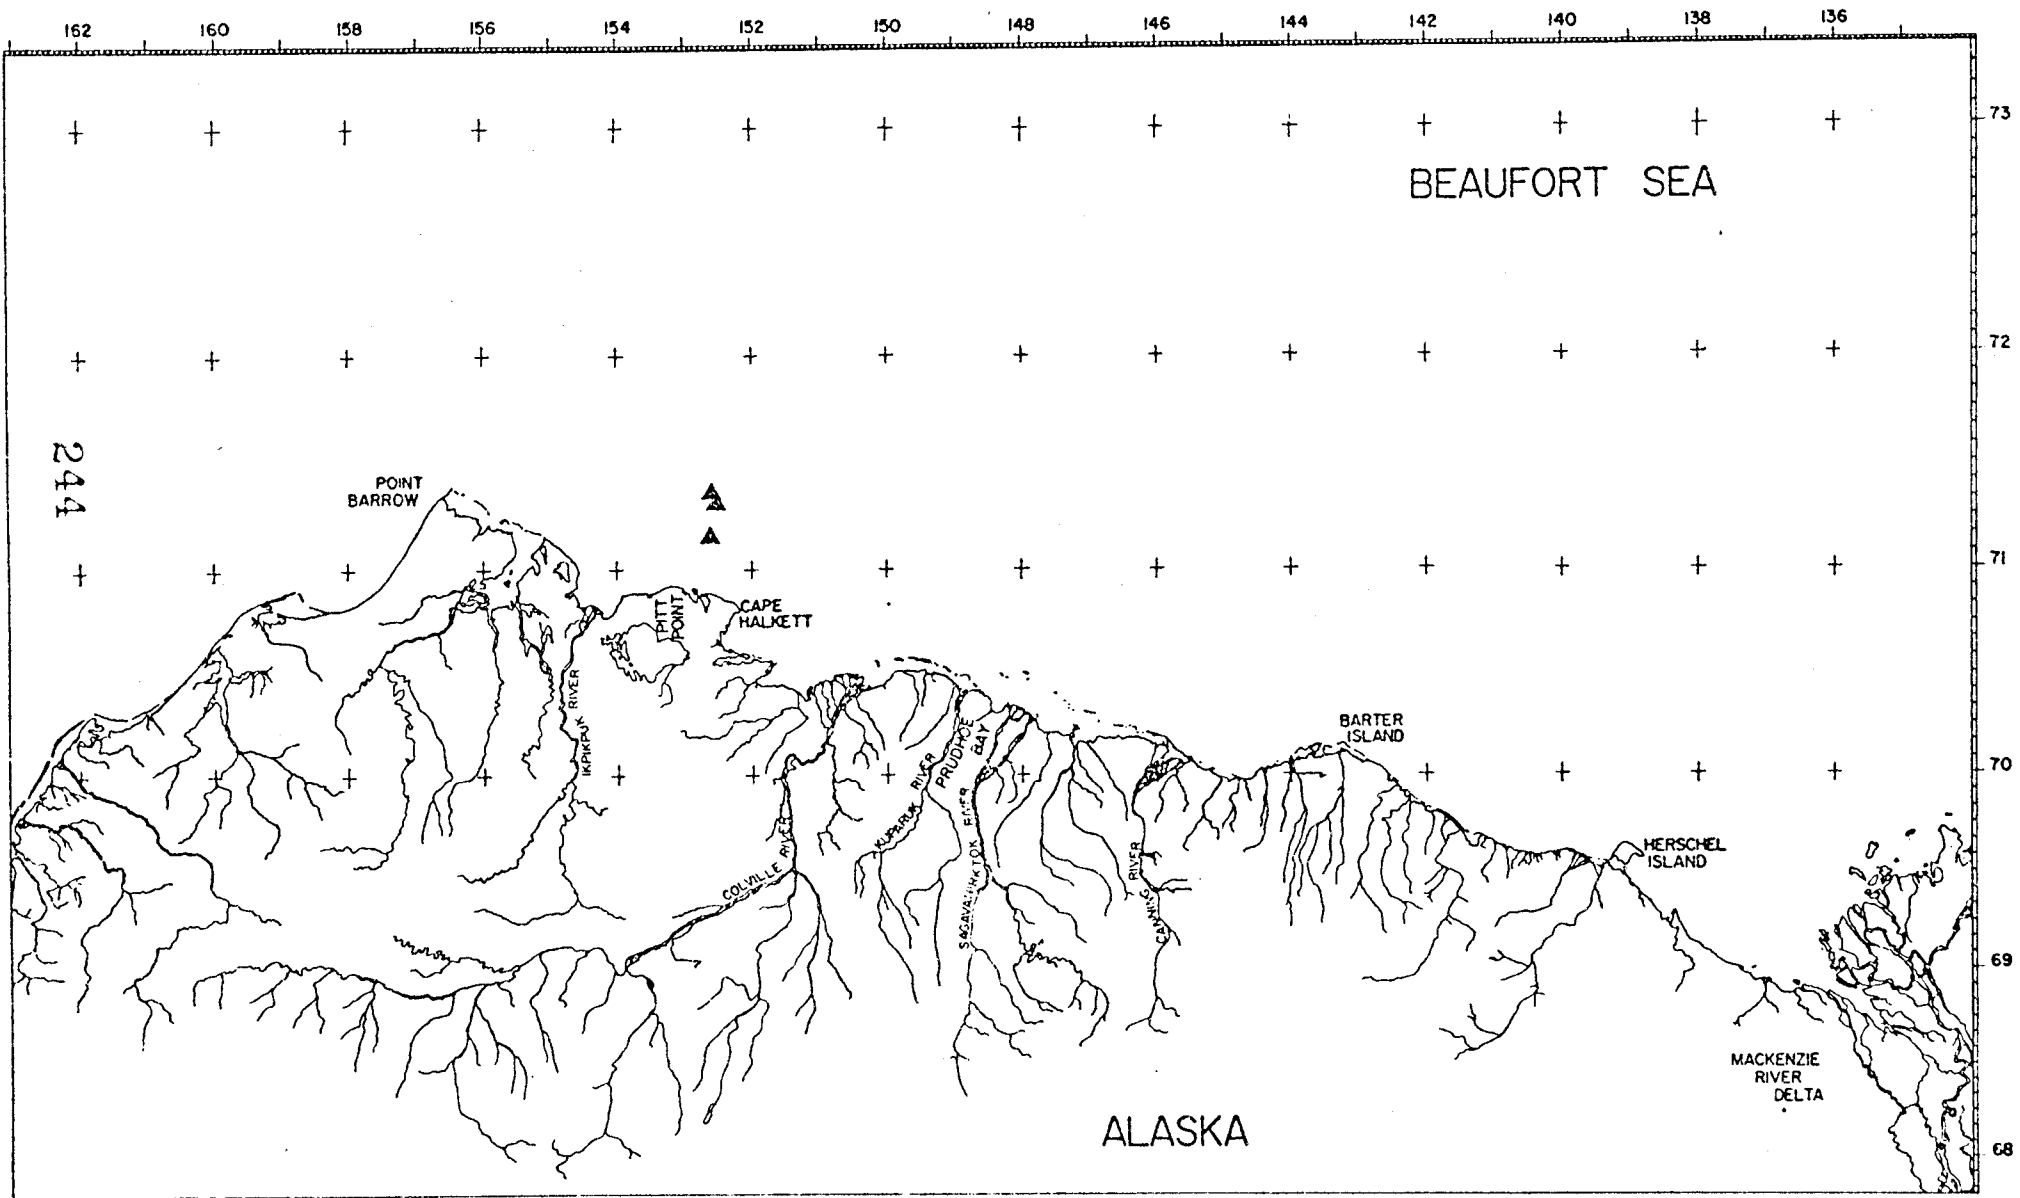 162 160 158 156 154 152 150 148 146 144 142 140 138 136
73
BEAUFORT SEA
72
244
POINT
BARROW
71
PITT
POINT
CAPE
HALKETT
IKPIKPUK RIVER
BARTER
ISLAND
PRUDHOE
BAY
70
KUPARUK RIVER
COLVILLE RIVER
SAGAVANIRKTOK RIVER
CANNING RIVER
HERSCHEL
ISLAND
69
MACKENZIE
RIVER
DELTA
ALASKA
68